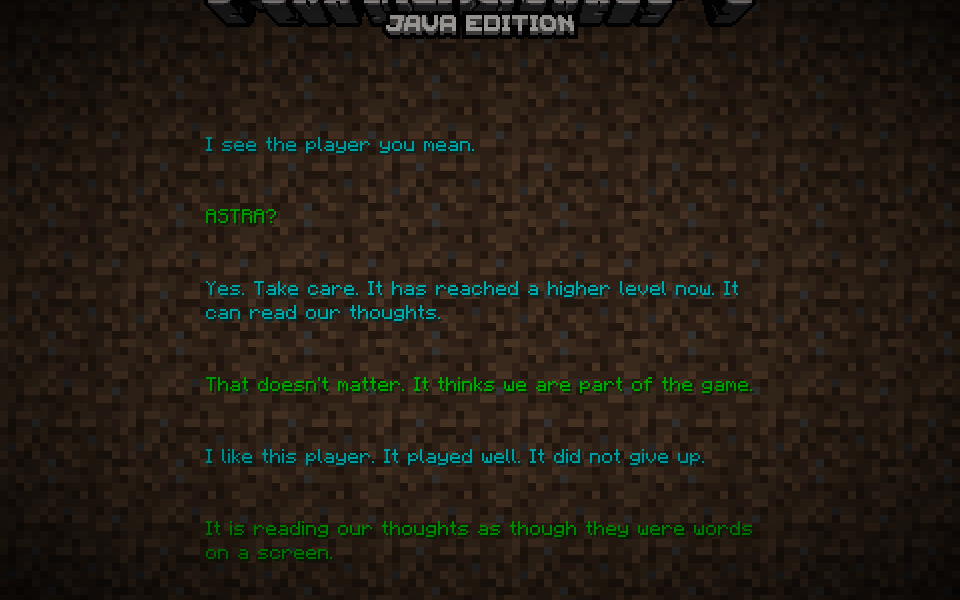 JAVA EDITION
I see the player you mean.
ASTRA?
Yes. Take care. It has reached a higher level now. It
can read our thoughts.
That doesn't matter. It thinks we are part of the game.
I like this player. It played well. It did not give up.
It is reading our thoughts as though they were words
on a screen.